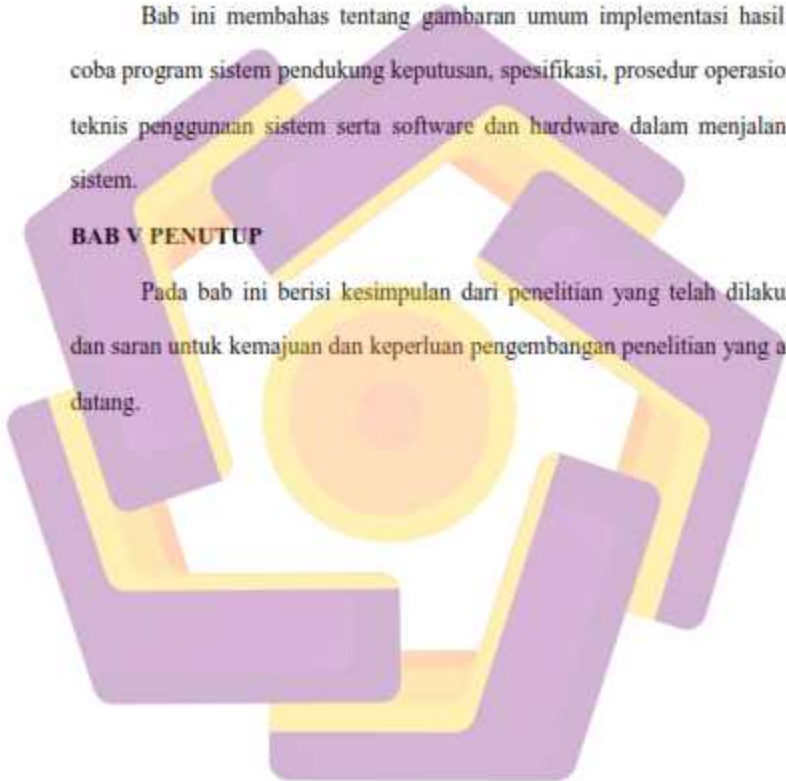 Bab ini membahas tentang gambaran umum implementasi hasil
coba program sistem pendukung keputusan, spesifikasi, prosedur operasio
teknis penggunaan sistem serta software dan hardware dalam menjalan
sistem.
BAB V PENUTUP
Pada bab ini berisi kesimpulan dari penelitian yang telah dilaku
dan saran untuk kemajuan dan keperluan pengembangan penelitian yang a
datang.